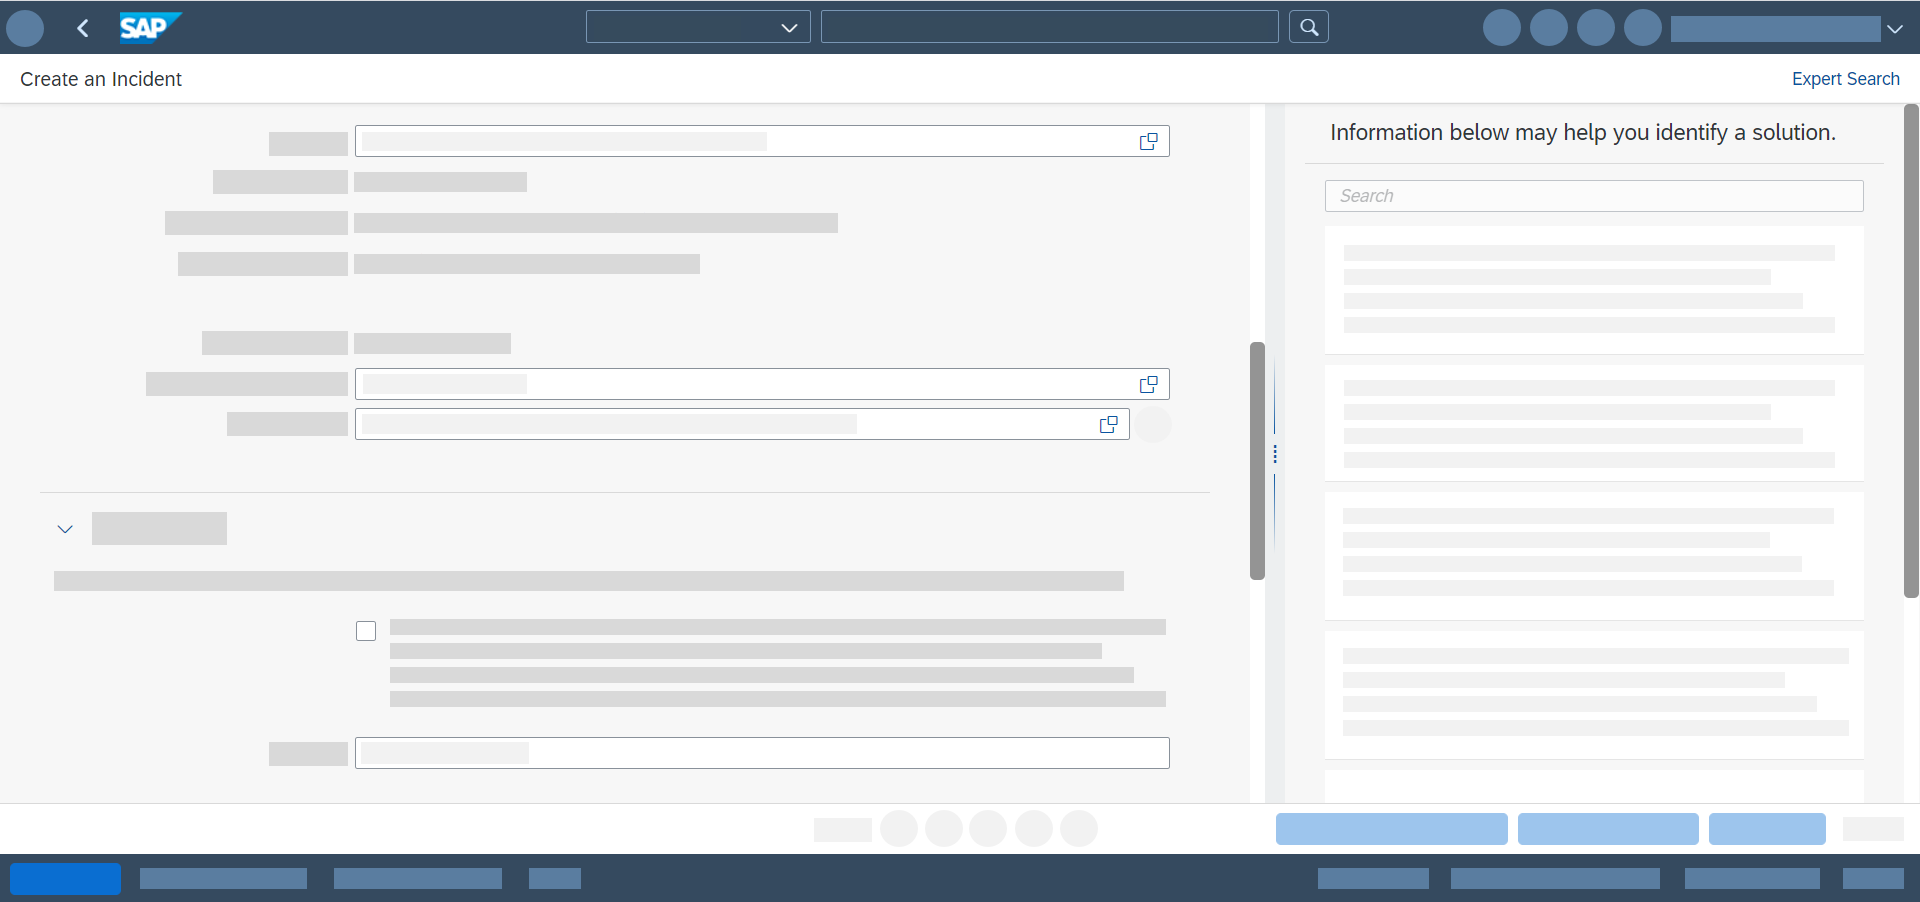 SAP
Create an Incident
Expert Search
Information below may help you identify a solution.
Search